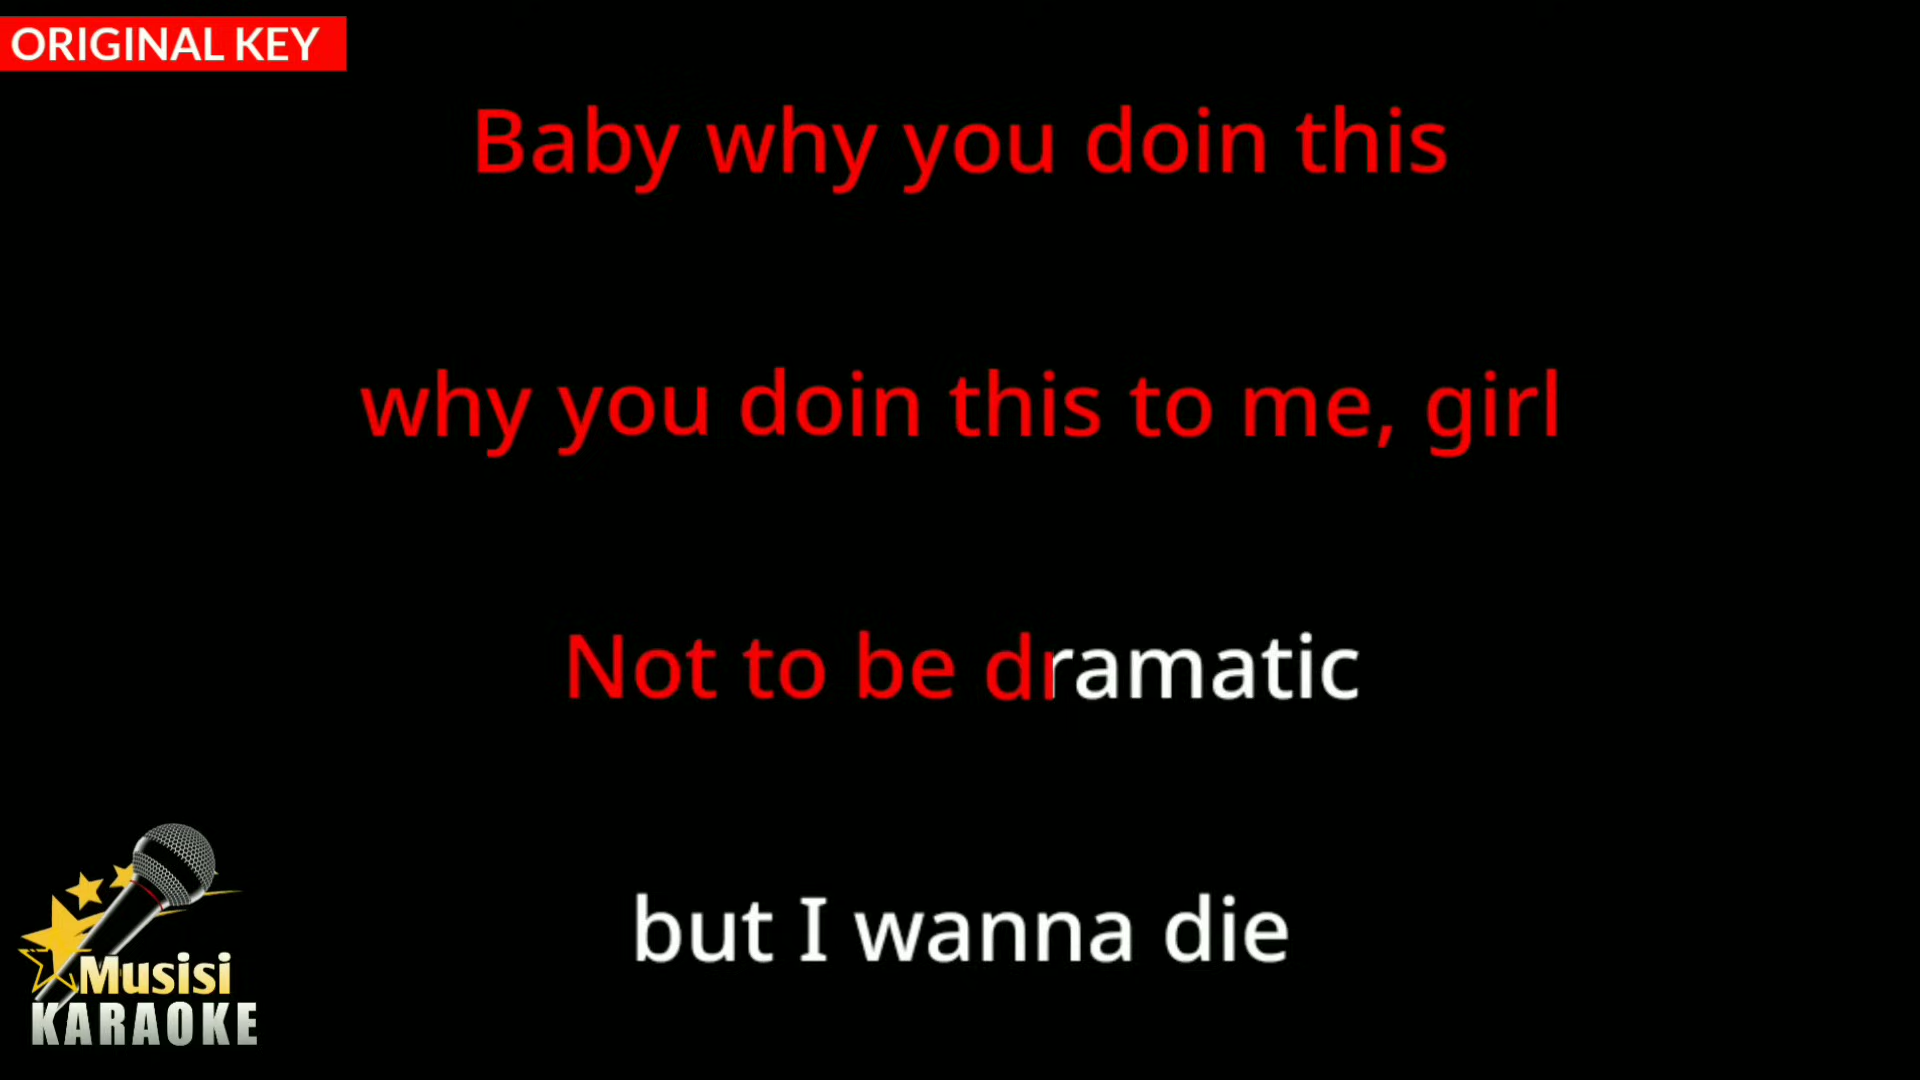 ORIGINAL KEY
Baby why you doin this
why you doin this to me, girl
Not to be dramatic
but I wanna die
Musisi
KARAOKE